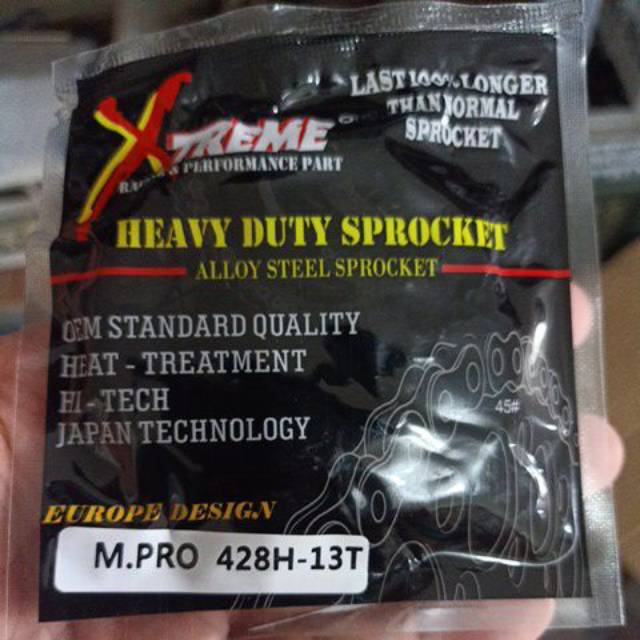 XTREME
RACING & PERFORMANCE PART
LAST 100% LONGER
THAN NORMAL
SPROCKET
HEAVY DUTY SPROCKET
ALLOY STEEL SPROCKET
OEM STANDARD QUALITY
HEAT - TREATMENT
HI - TECH
JAPAN TECHNOLOGY
45#
EUROPE DESIGN
M.PRO 428H-13T